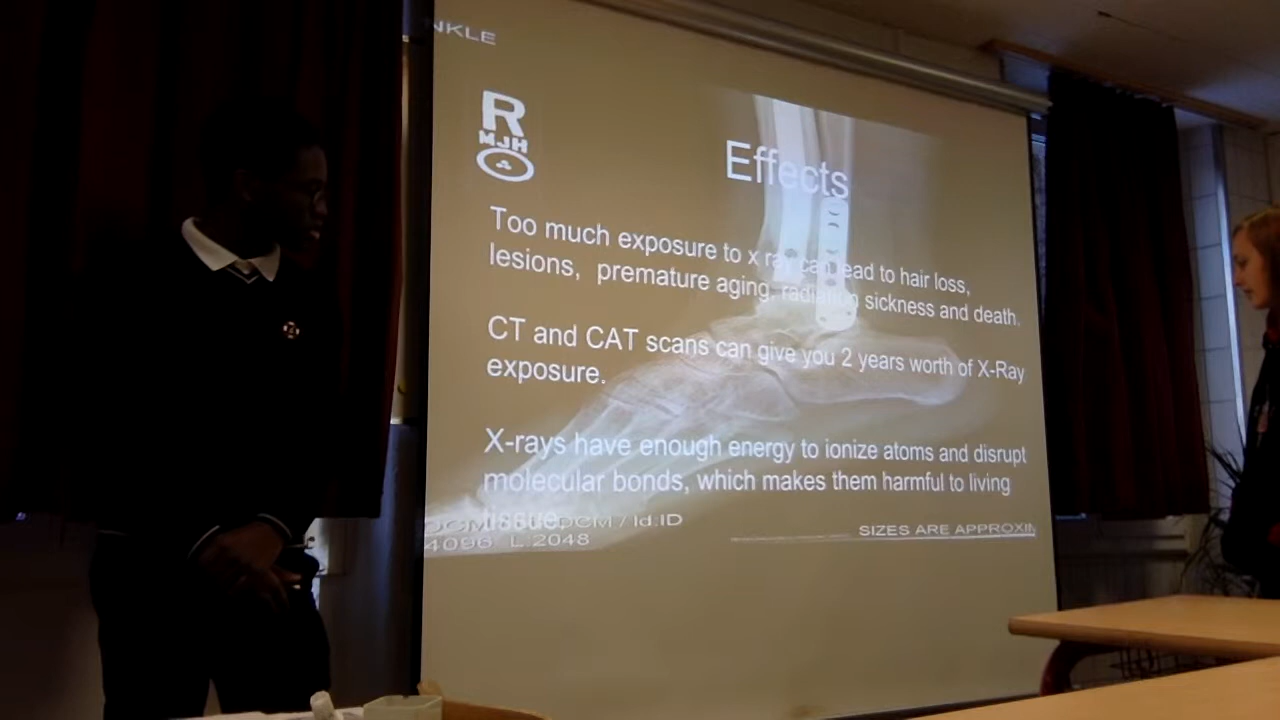 NKLE
R
MJH
Effects
Too much exposure to x ray can lead to hair loss,
lesions, premature aging, radiation sickness and death.
CT and CAT scans can give you 2 years worth of X-Ray
exposure.
X-rays have enough energy to ionize atoms and disrupt
molecular bonds, which makes them harmful to living
tissue.
DCM / Id:ID
SIZES ARE APPROXIM
4096 L:2048